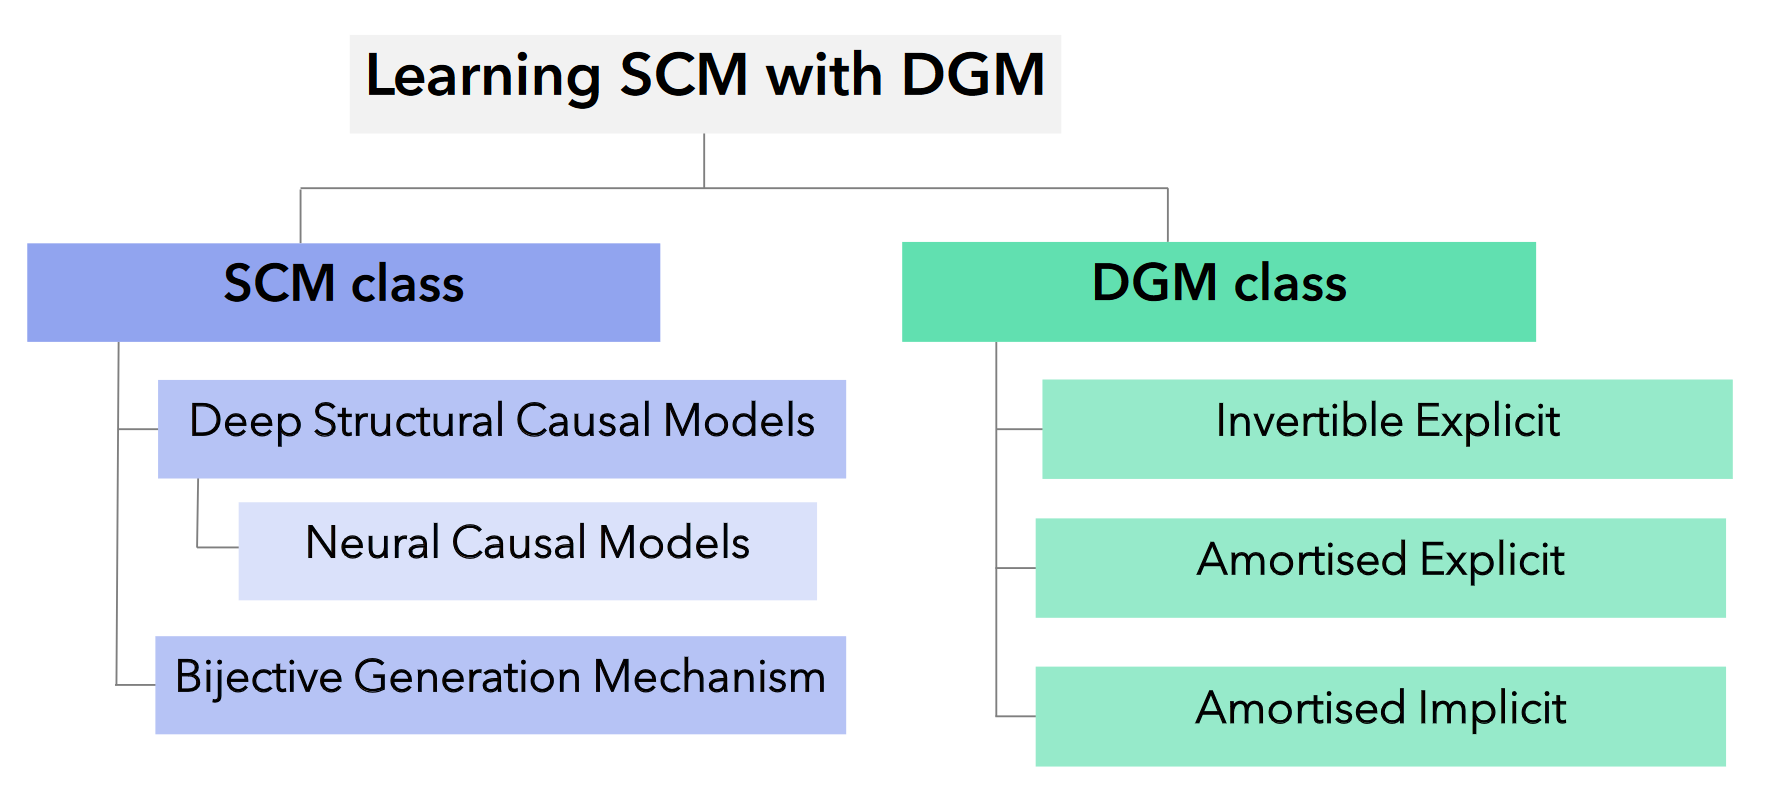 Learning SCM with DGM
SCM class
Deep Structural Causal Models
Neural Causal Models
Bijective Generation Mechanism
DGM class
Invertible Explicit
Amortised Explicit
Amortised Implicit